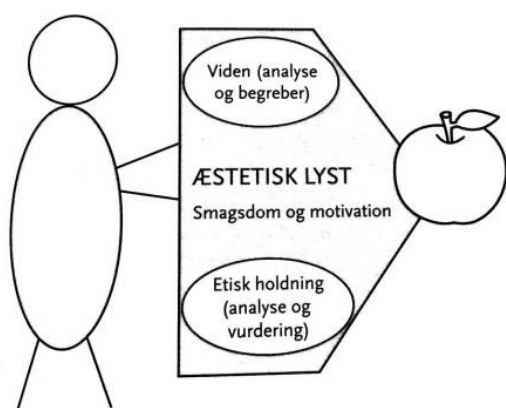 Viden (analyse
og begreber)
ÆSTETISK LYST
Smagsdom og motivation
Etisk holdning
(analyse og
vurdering)